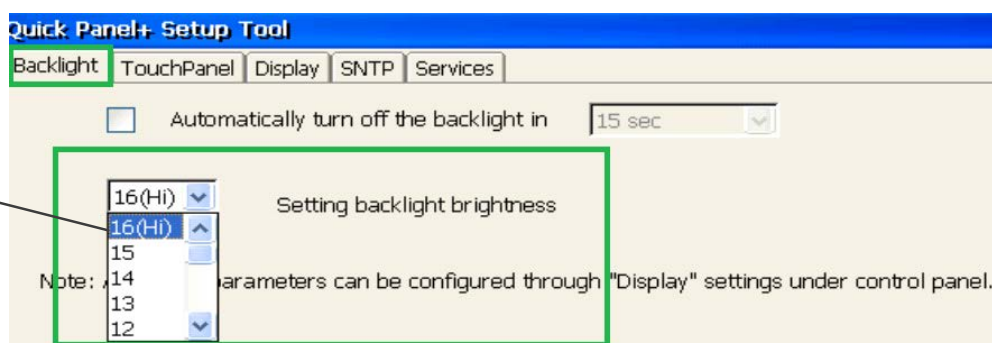 Quick Panel+ Setup Tool
Backlight TouchPanel Display SNTP Services
Automatically turn off the backlight in 15 sec
16(Hi) Setting backlight brightness
16(Hi)
15
Note: 14 arameters can be configured through "Display" settings under control panel.
13
12